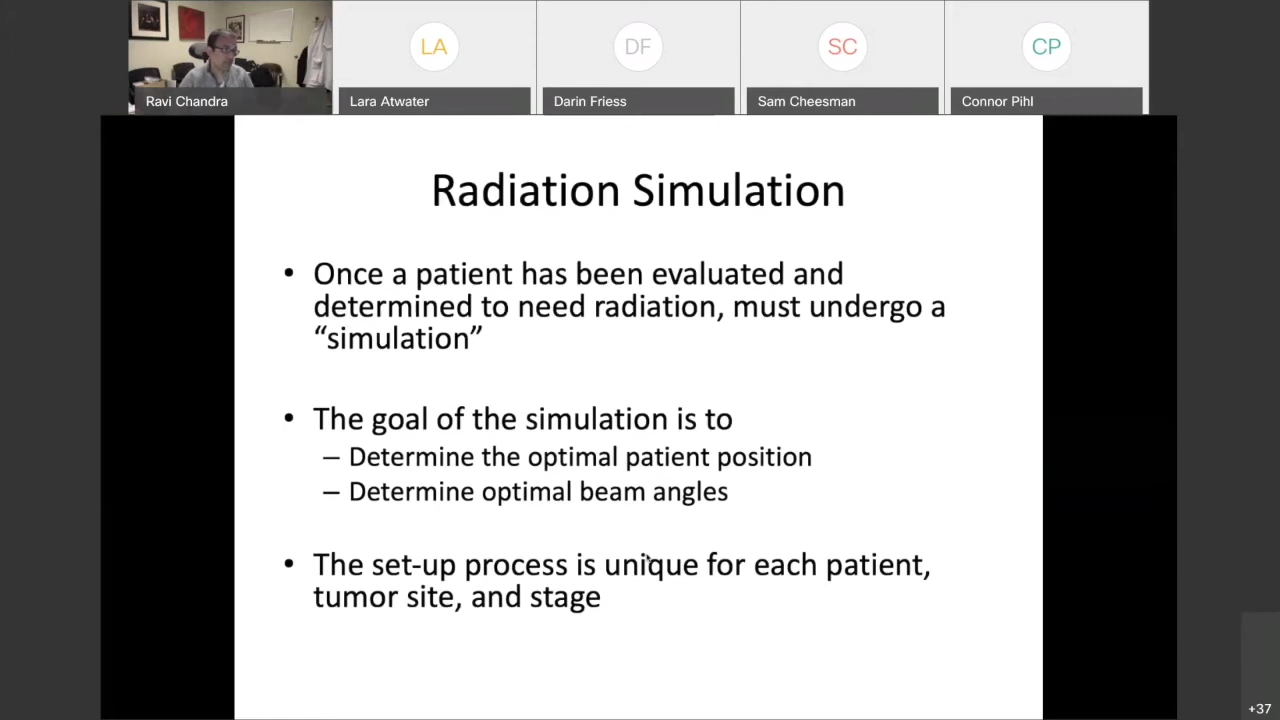 LA
DF
SC
CP
Ravi Chandra
Lara Atwater
Darin Friess
Sam Cheesman
Connor Pihl
Radiation Simulation
• Once a patient has been evaluated and
determined to need radiation, must undergo a
“simulation”
• The goal of the simulation is to
– Determine the optimal patient position
– Determine optimal beam angles
• The set-up process is unique for each patient,
tumor site, and stage
+37